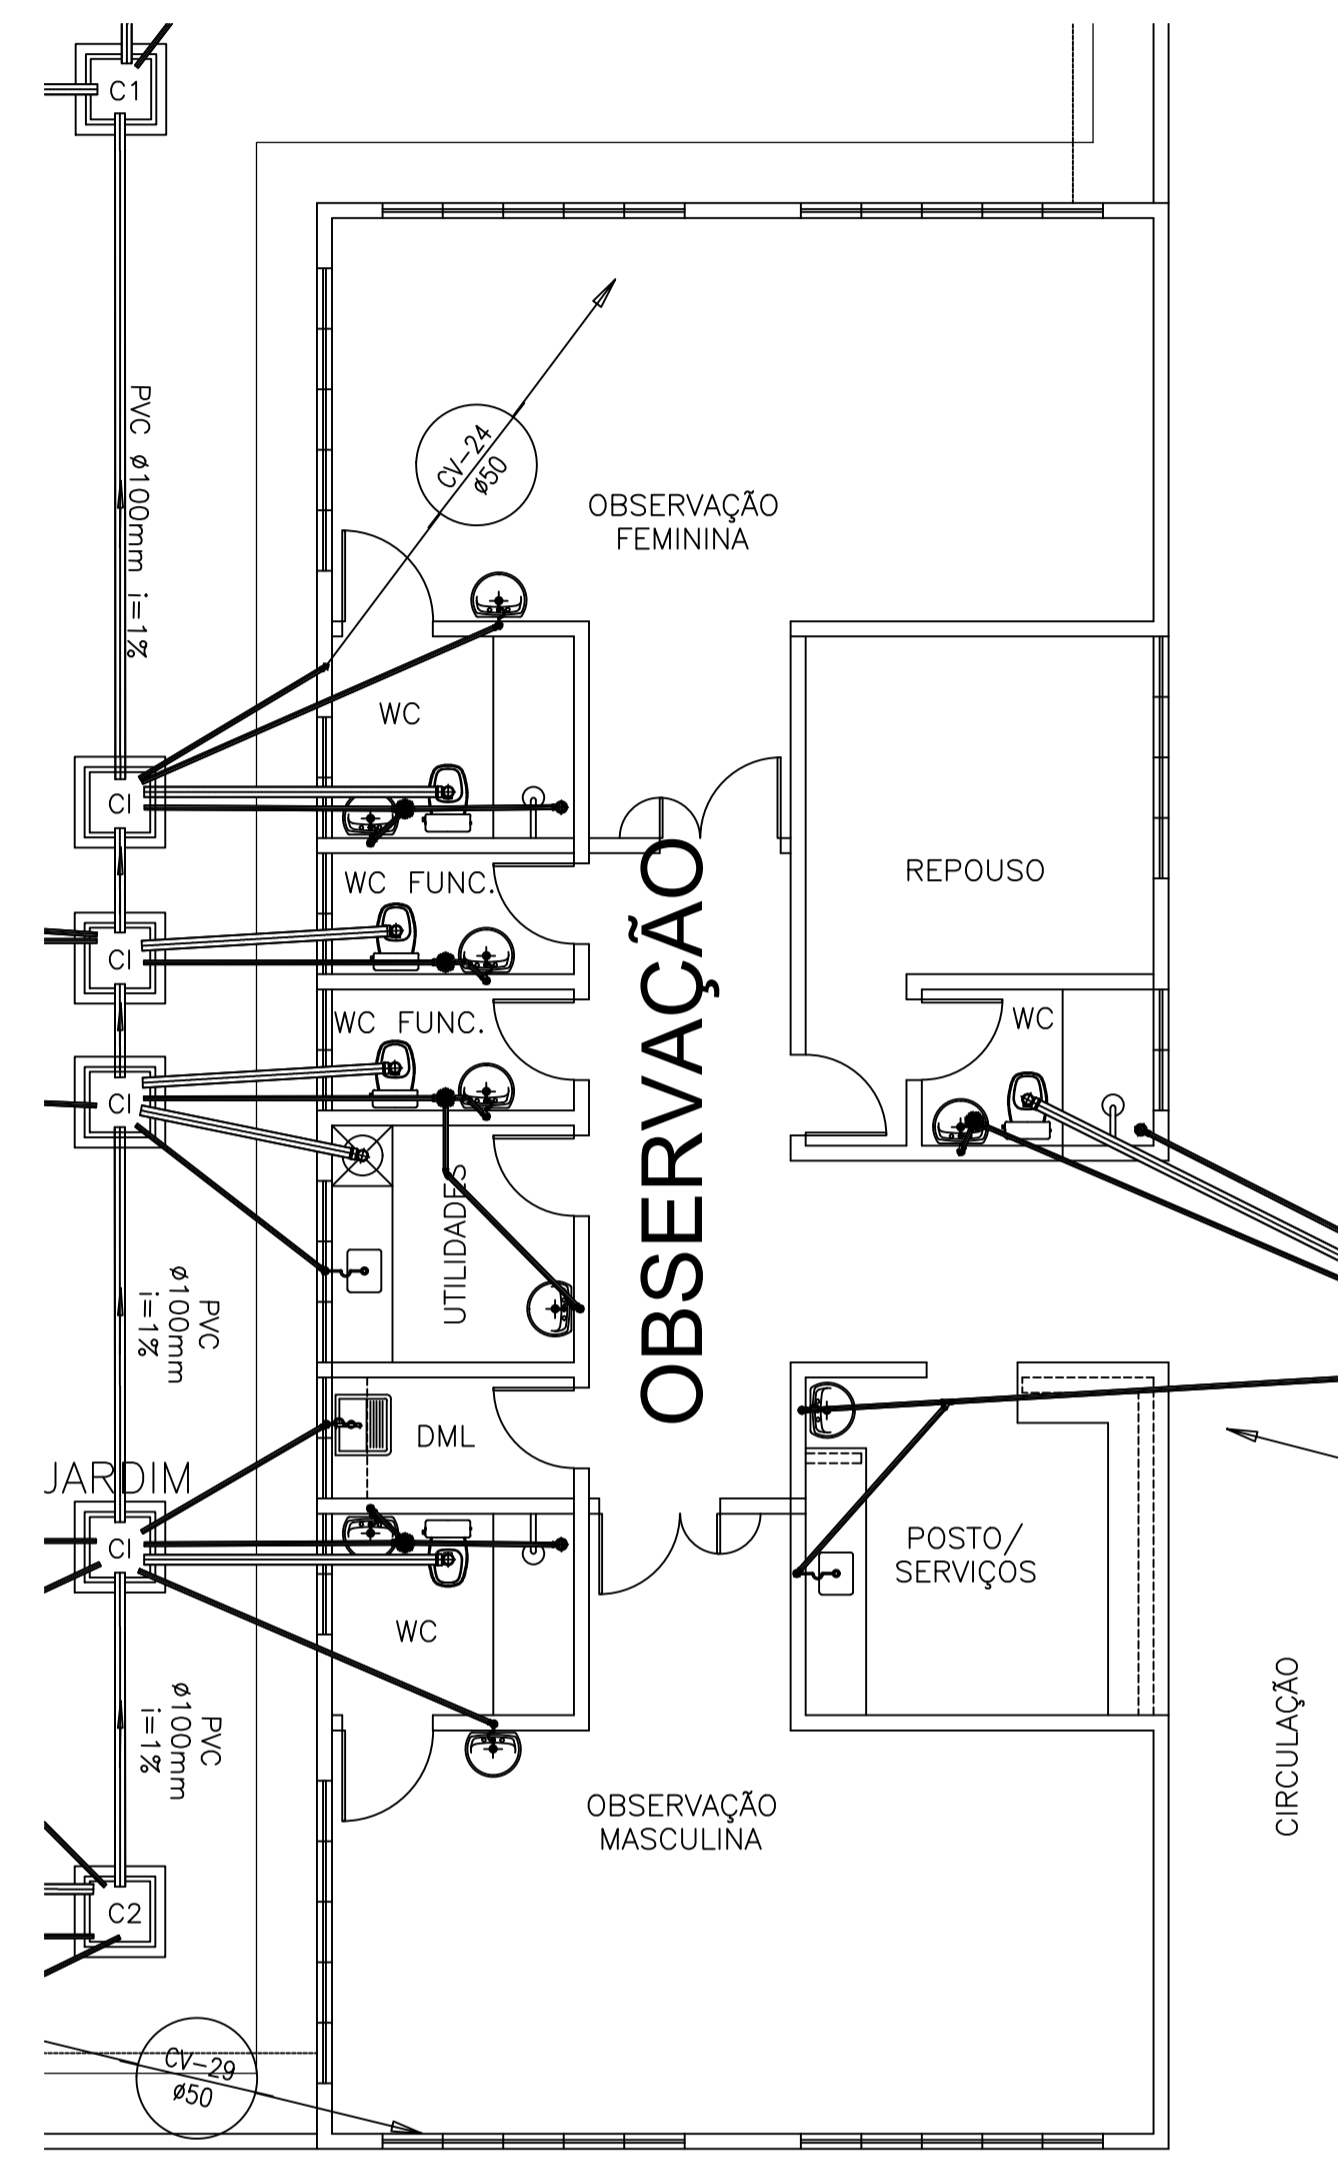 C1
PVC ø100mm i=1%
CV-24
ø50
OBSERVAÇÃO
FEMININA
WC
CI
WC FUNC.
REPOUSO
CI
OBSERVAÇÃO
WC FUNC.
WC
CI
UTILIDADES
PVC
ø100mm
i=1%
DML
JARDIM
CI
POSTO/
SERVIÇOS
WC
PVC
ø100mm
i=1%
CIRCULAÇÃO
OBSERVAÇÃO
MASCULINA
C2
CV-29
ø50